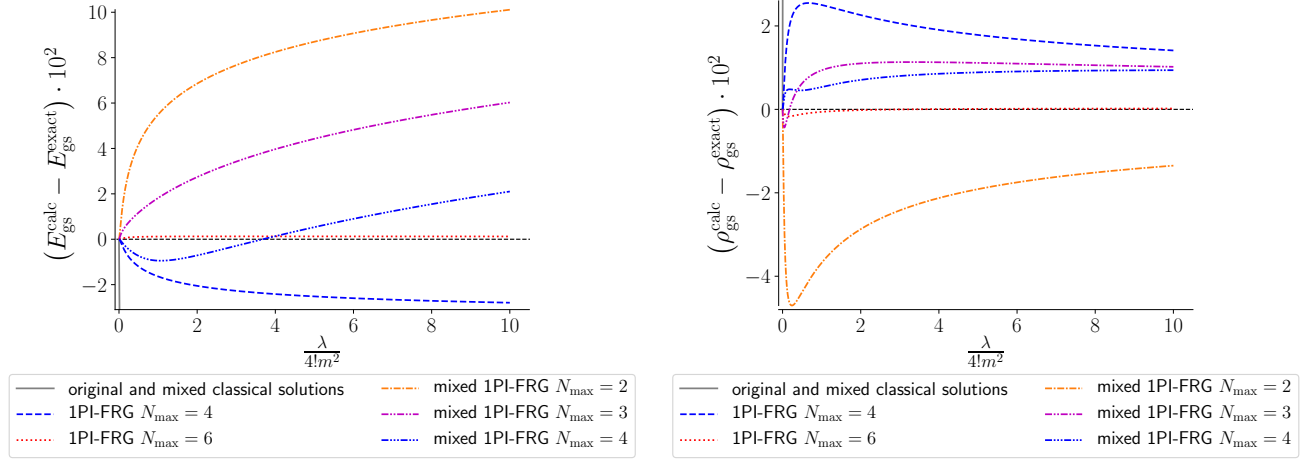 10
8
6
4
2
0
−2
(E_gs^calc − E_gs^exact) · 10^2
0 2 4 6 8 10
λ/4!m^2
original and mixed classical solutions
1PI-FRG N_max = 4
1PI-FRG N_max = 6
mixed 1PI-FRG N_max = 2
mixed 1PI-FRG N_max = 3
mixed 1PI-FRG N_max = 4
2
0
−2
−4
(ρ_gs^calc − ρ_gs^exact) · 10^2
0 2 4 6 8 10
λ/4!m^2
original and mixed classical solutions
1PI-FRG N_max = 4
1PI-FRG N_max = 6
mixed 1PI-FRG N_max = 2
mixed 1PI-FRG N_max = 3
mixed 1PI-FRG N_max = 4